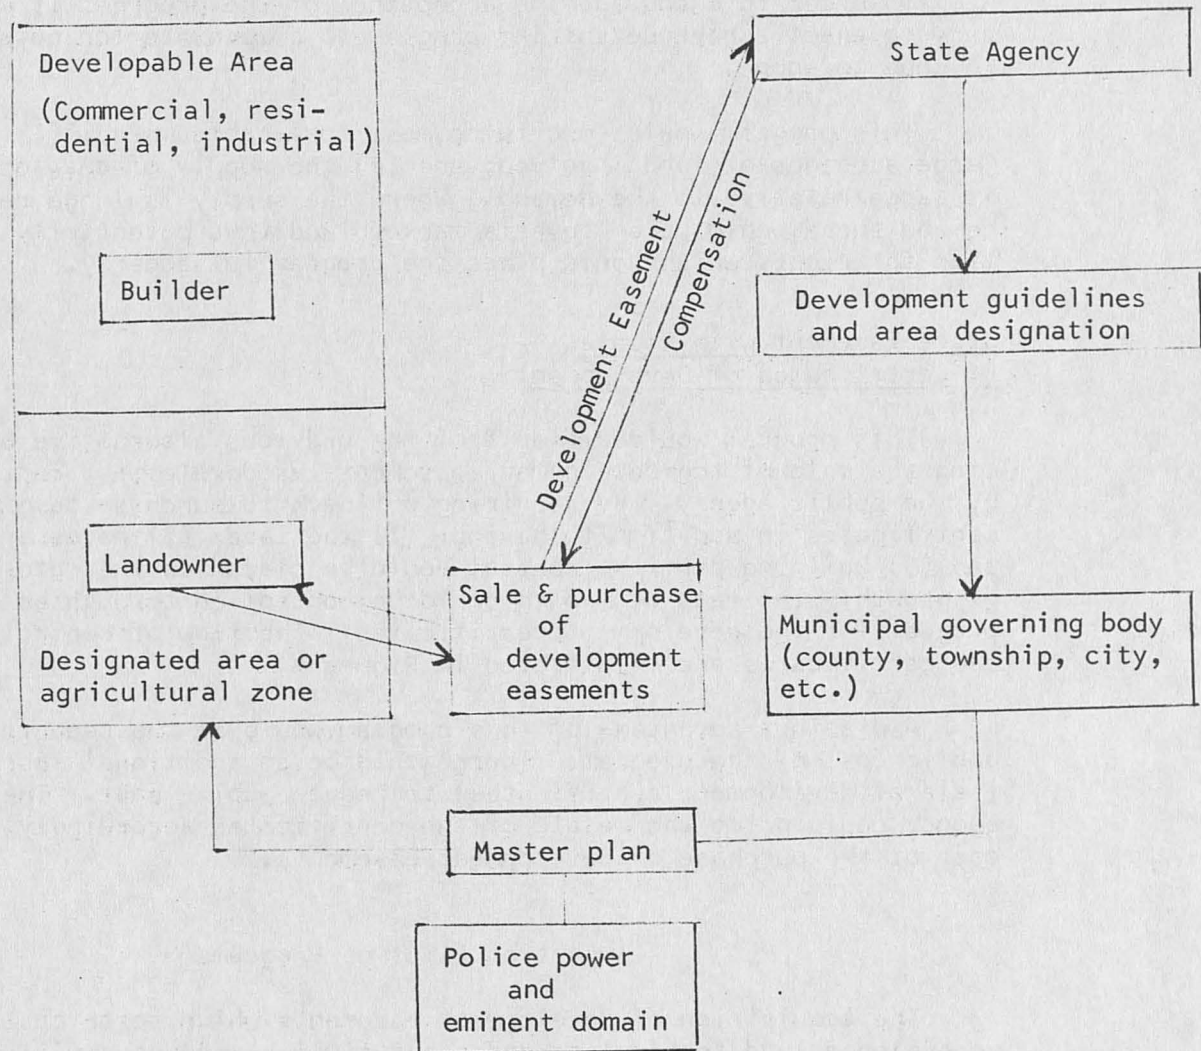 Developable Area
(Commercial, resi-
dential, industrial)
Builder
State Agency
Development Easement
Compensation
Development guidelines
and area designation
Landowner
Designated area or
agricultural zone
Sale & purchase
of
development
easements
Municipal governing body
(county, township, city,
etc.)
Master plan
Police power
and
eminent domain